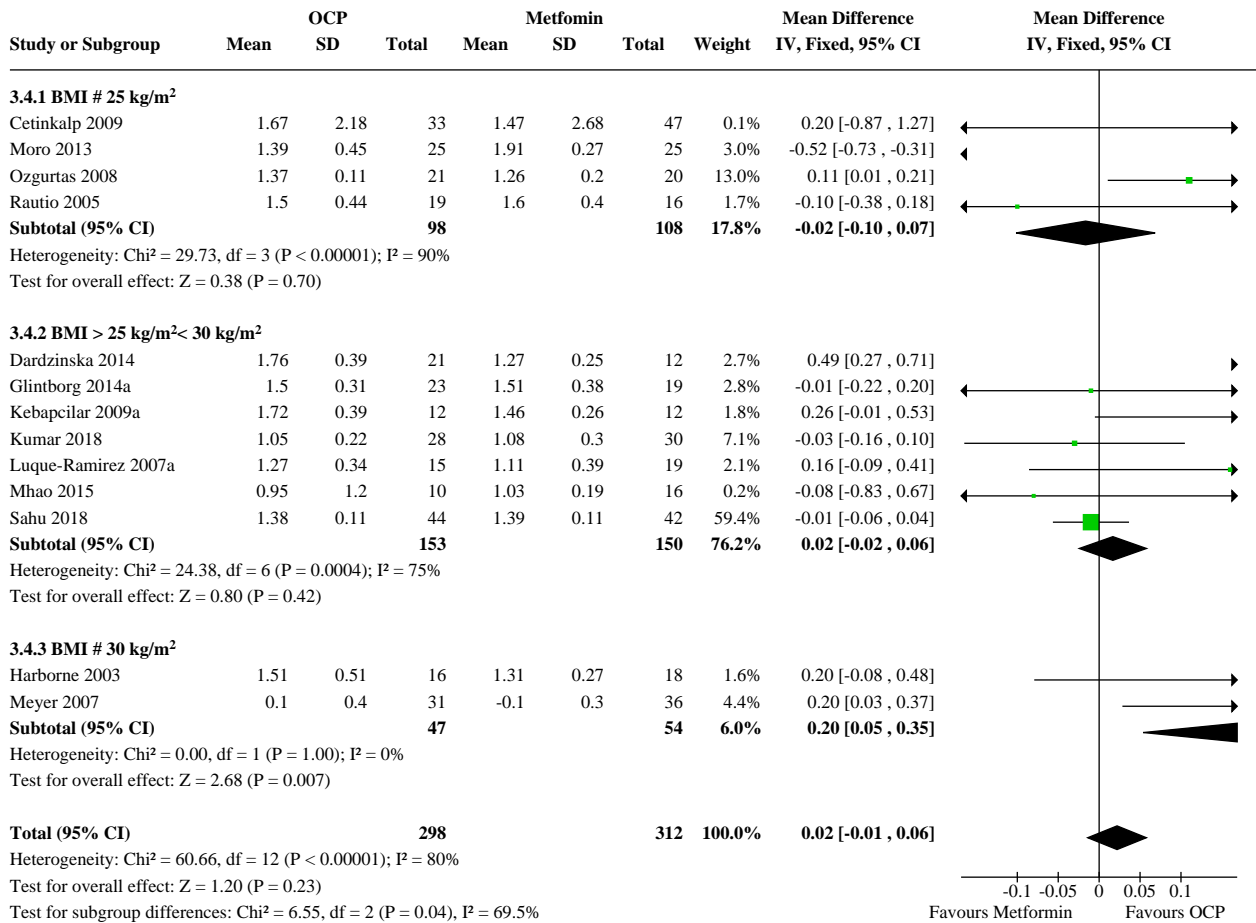 OCP Metfomin Mean Difference Mean Difference
Study or Subgroup Mean SD Total Mean SD Total Weight IV, Fixed, 95% CI IV, Fixed, 95% CI
3.4.1 BMI # 25 kg/m²
Cetinkalp 2009 1.67 2.18 33 1.47 2.68 47 0.1% 0.20 [-0.87 , 1.27]
Moro 2013 1.39 0.45 25 1.91 0.27 25 3.0% -0.52 [-0.73 , -0.31]
Ozgurtas 2008 1.37 0.11 21 1.26 0.2 20 13.0% 0.11 [0.01 , 0.21]
Rautio 2005 1.5 0.44 19 1.6 0.4 16 1.7% -0.10 [-0.38 , 0.18]
Subtotal (95% CI) 98 108 17.8% -0.02 [-0.10 , 0.07]
Heterogeneity: Chi² = 29.73, df = 3 (P < 0.00001); I² = 90%
Test for overall effect: Z = 0.38 (P = 0.70)
3.4.2 BMI > 25 kg/m²< 30 kg/m²
Dardzinska 2014 1.76 0.39 21 1.27 0.25 12 2.7% 0.49 [0.27 , 0.71]
Glintborg 2014a 1.5 0.31 23 1.51 0.38 19 2.8% -0.01 [-0.22 , 0.20]
Kebapcilar 2009a 1.72 0.39 12 1.46 0.26 12 1.8% 0.26 [-0.01 , 0.53]
Kumar 2018 1.05 0.22 28 1.08 0.3 30 7.1% -0.03 [-0.16 , 0.10]
Luque-Ramirez 2007a 1.27 0.34 15 1.11 0.39 19 2.1% 0.16 [-0.09 , 0.41]
Mhao 2015 0.95 1.2 10 1.03 0.19 16 0.2% -0.08 [-0.83 , 0.67]
Sahu 2018 1.38 0.11 44 1.39 0.11 42 59.4% -0.01 [-0.06 , 0.04]
Subtotal (95% CI) 153 150 76.2% 0.02 [-0.02 , 0.06]
Heterogeneity: Chi² = 24.38, df = 6 (P = 0.0004); I² = 75%
Test for overall effect: Z = 0.80 (P = 0.42)
3.4.3 BMI # 30 kg/m²
Harborne 2003 1.51 0.51 16 1.31 0.27 18 1.6% 0.20 [-0.08 , 0.48]
Meyer 2007 0.1 0.4 31 -0.1 0.3 36 4.4% 0.20 [0.03 , 0.37]
Subtotal (95% CI) 47 54 6.0% 0.20 [0.05 , 0.35]
Heterogeneity: Chi² = 0.00, df = 1 (P = 1.00); I² = 0%
Test for overall effect: Z = 2.68 (P = 0.007)
Total (95% CI) 298 312 100.0% 0.02 [-0.01 , 0.06]
Heterogeneity: Chi² = 60.66, df = 12 (P < 0.00001); I² = 80%
Test for overall effect: Z = 1.20 (P = 0.23) -0.1 -0.05 0 0.05 0.1
Test for subgroup differences: Chi² = 6.55, df = 2 (P = 0.04), I² = 69.5% Favours Metformin Favours OCP